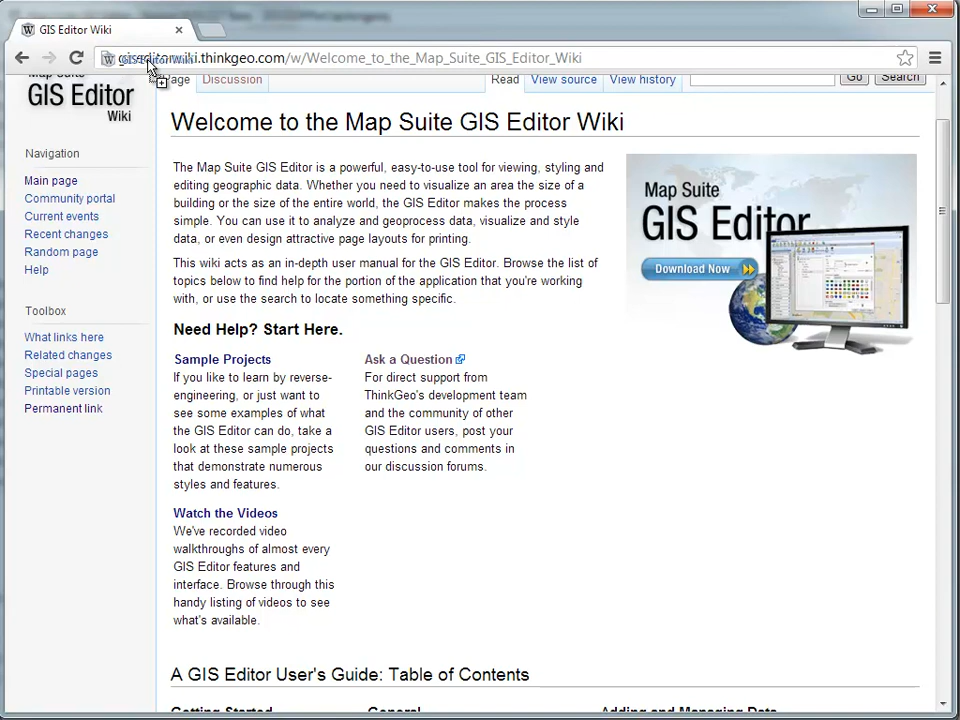 GIS Editor Wiki
giseditorwiki.thinkgeo.com/w/Welcome_to_the_Map_Suite_GIS_Editor_Wiki
Map Suite
GIS Editor
Wiki
Page
Discussion
Read
View source
View history
Go
Search
Navigation
Main page
Community portal
Current events
Recent changes
Random page
Help
Toolbox
What links here
Related changes
Special pages
Printable version
Permanent link
Welcome to the Map Suite GIS Editor Wiki
The Map Suite GIS Editor is a powerful, easy-to-use tool for viewing, styling and
editing geographic data. Whether you need to visualize an area the size of a
building or the size of the entire world, the GIS Editor makes the process
simple. You can use it to analyze and geoprocess data, visualize and style
data, or even design attractive page layouts for printing.
This wiki acts as an in-depth user manual for the GIS Editor. Browse the list of
topics below to find help for the portion of the application that you're working
with, or use the search to locate something specific.
Map Suite
GIS Editor
Download Now
Need Help? Start Here.
Sample Projects
If you like to learn by reverse-
engineering, or just want to
see some examples of what
the GIS Editor can do, take a
look at these sample projects
that demonstrate numerous
styles and features.
Ask a Question
For direct support from
ThinkGeo's development team
and the community of other
GIS Editor users, post your
questions and comments in
our discussion forums.
Watch the Videos
We've recorded video
walkthroughs of almost every
GIS Editor features and
interface. Browse through this
handy listing of videos to see
what's available.
A GIS Editor User's Guide: Table of Contents
Getting Started
General
Adding and Managing Data